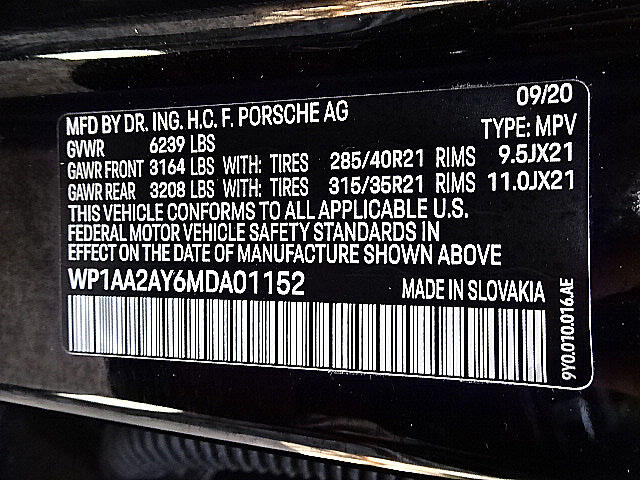 09/20
MFD BY DR. ING. H.C. F. PORSCHE AG
TYPE: MPV
GVWR 6239 LBS
GAWR FRONT 3164 LBS WITH: TIRES 285/40R21 RIMS 9.5JX21
GAWR REAR 3208 LBS WITH: TIRES 315/35R21 RIMS 11.0JX21
THIS VEHICLE CONFORMS TO ALL APPLICABLE U.S.
FEDERAL MOTOR VEHICLE SAFETY STANDARDS IN
EFFECT ON THE DATE OF MANUFACTURE SHOWN ABOVE
WP1AA2AY6MDA01152 MADE IN SLOVAKIA
9Y0.010.016.AE